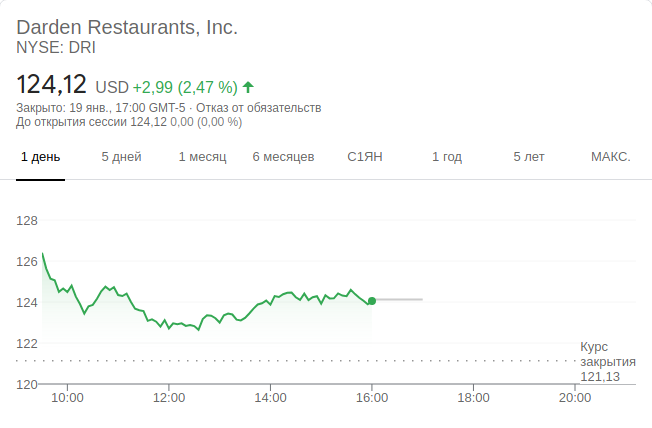 Darden Restaurants, Inc.
NYSE: DRI
124,12 USD +2,99 (2,47 %)
Закрыто: 19 янв., 17:00 GMT-5 · Отказ от обязательств
До открытия сессии 124,12 0,00 (0,00 %)
1 день 5 дней 1 месяц 6 месяцев С1ЯН 1 год 5 лет МАКС.
128
126
124
122
Курс
закрытия
121,13
120
10:00 12:00 14:00 16:00 18:00 20:00